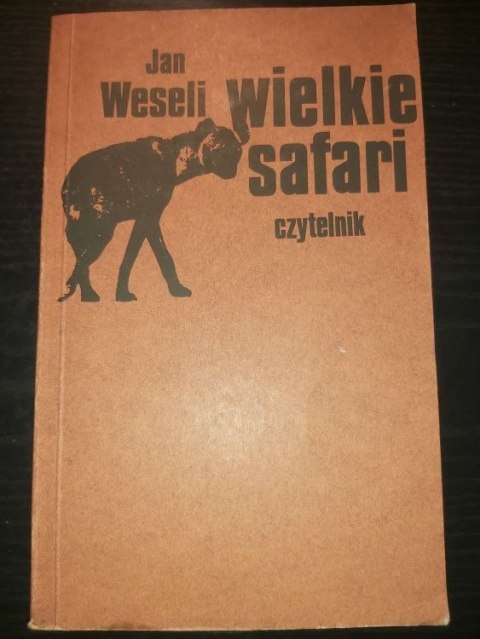 Jan
Weseli
wielkie
safari
czytelnik